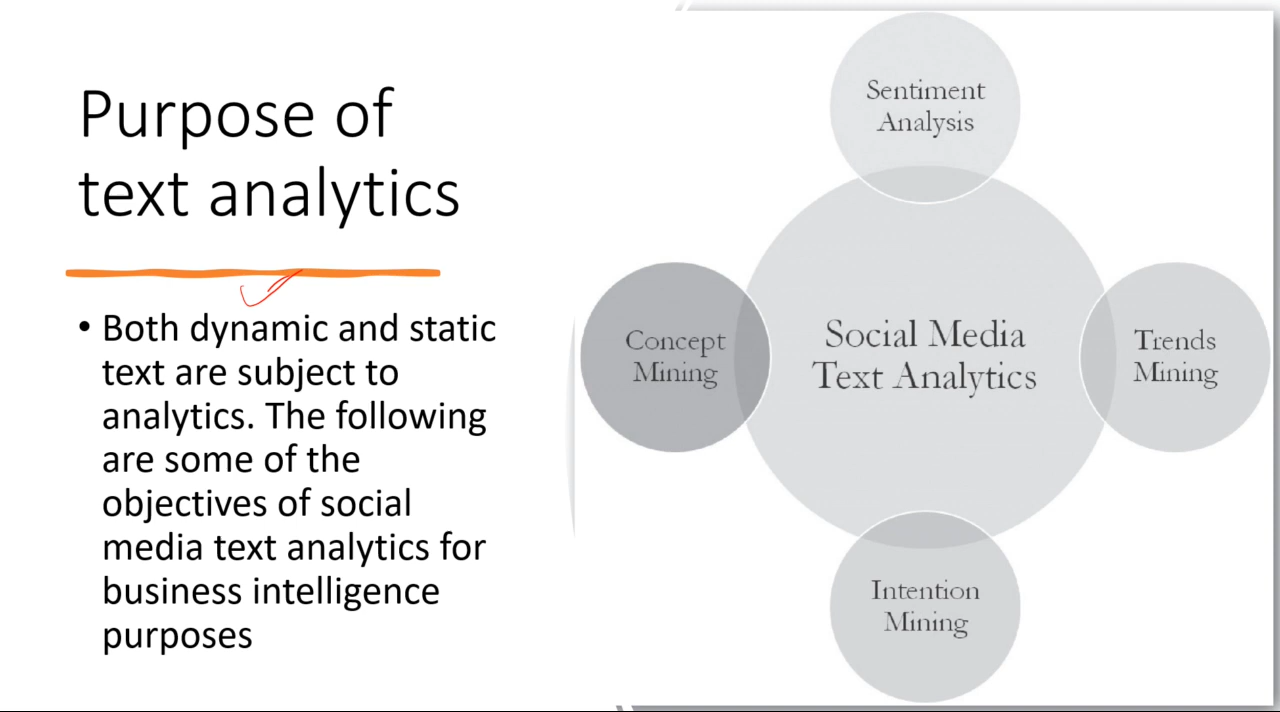 Purpose of
text analytics
• Both dynamic and static
text are subject to
analytics. The following
are some of the
objectives of social
media text analytics for
business intelligence
purposes
Sentiment
Analysis
Concept
Mining
Social Media
Text Analytics
Trends
Mining
Intention
Mining